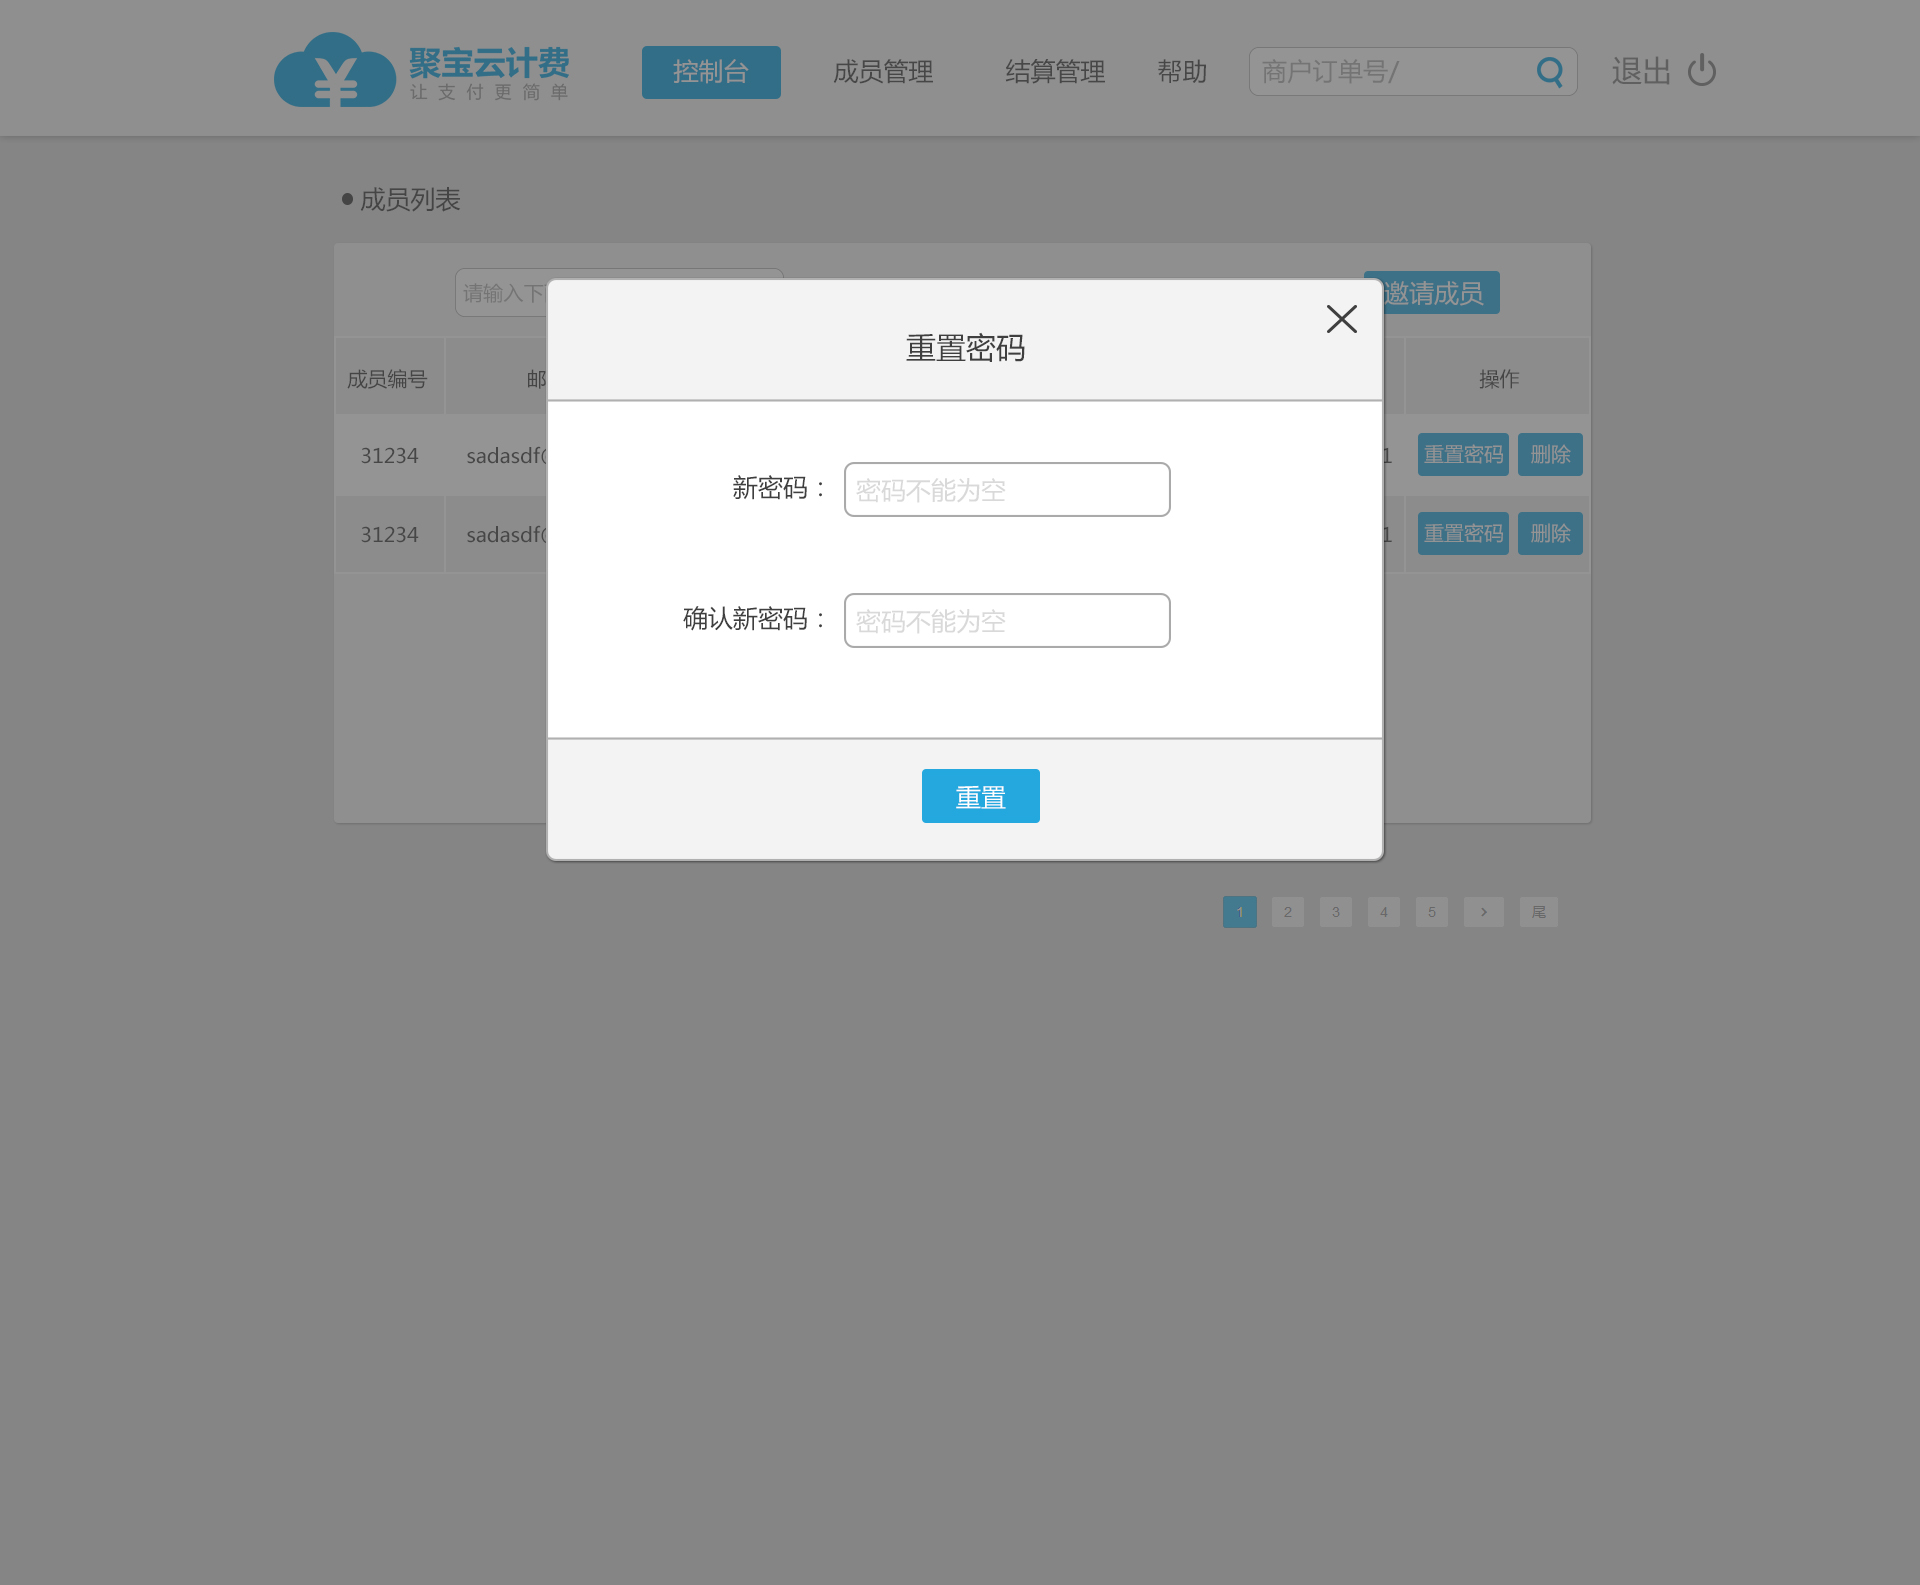 聚宝云计费
让支付更简单
控制台
成员管理
结算管理
帮助
商户订单号/
退出
成员列表
请输入下
邀请成员
重置密码
成员编号
邮
操作
31234
sadasdf@
1
重置密码
删除
新密码：
密码不能为空
31234
sadasdf@
1
重置密码
删除
确认新密码：
密码不能为空
重置
1 2 3 4 5 > 尾